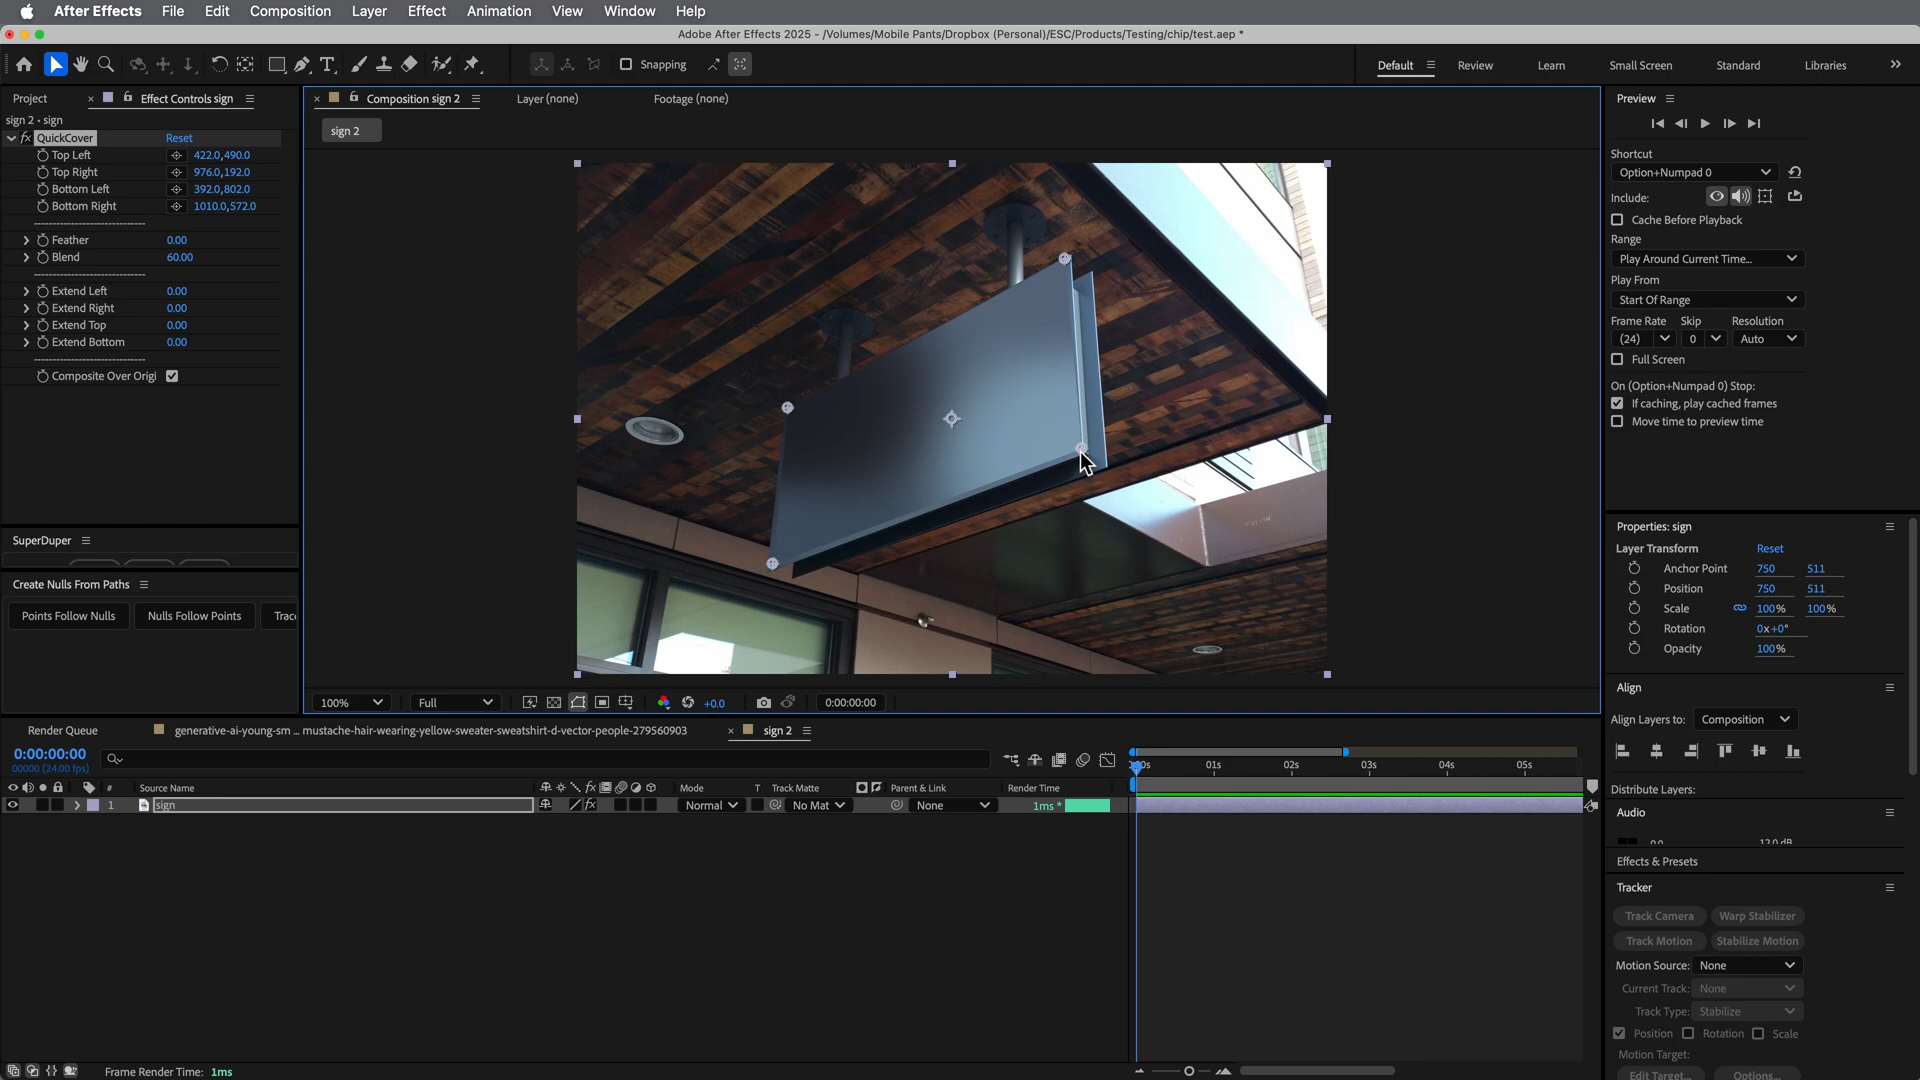 After Effects File Edit Composition Layer Effect Animation View Window Help
Adobe After Effects 2025 - /Volumes/Mobile Pants/Dropbox (Personal)/ESC/Products/Testing/chip/test.aep *
Snapping
Default Review Learn Small Screen Standard Libraries
Project × Effect Controls sign
sign 2 • sign
fx QuickCover Reset
Top Left 422.0,490.0
Top Right 976.0,192.0
Bottom Left 392.0,802.0
Bottom Right 1010.0,572.0
Feather 0.00
Blend 60.00
Extend Left 0.00
Extend Right 0.00
Extend Top 0.00
Extend Bottom 0.00
Composite Over Origi
SuperDuper
Create Nulls From Paths
Points Follow Nulls Nulls Follow Points Trac
× Composition sign 2 Layer (none) Footage (none)
sign 2
100% Full +0.0 0:00:00:00
Preview
Shortcut
Option+Numpad 0
Include:
Cache Before Playback
Range
Play Around Current Time...
Play From
Start Of Range
Frame Rate Skip Resolution
(24) 0 Auto
Full Screen
On (Option+Numpad 0) Stop:
If caching, play cached frames
Move time to preview time
Properties: sign
Layer Transform Reset
Anchor Point 750 511
Position 750 511
Scale 100% 100%
Rotation 0x+0°
Opacity 100%
Align
Align Layers to: Composition
Distribute Layers:
Audio
0.0 12.0 dB
Effects & Presets
Tracker
Track Camera Warp Stabilizer
Track Motion Stabilize Motion
Motion Source: None
Current Track: None
Track Type: Stabilize
Position Rotation Scale
Motion Target:
Edit Target... Options...
Render Queue generative-ai-young-sm ... mustache-hair-wearing-yellow-sweater-sweatshirt-d-vector-people-279560903 × sign 2
0:00:00:00
00000 (24.00 fps)
# Source Name fx Mode T Track Matte Parent & Link Render Time
1 sign fx Normal No Mat None 1ms *
00s 01s 02s 03s 04s 05s
Frame Render Time: 1ms